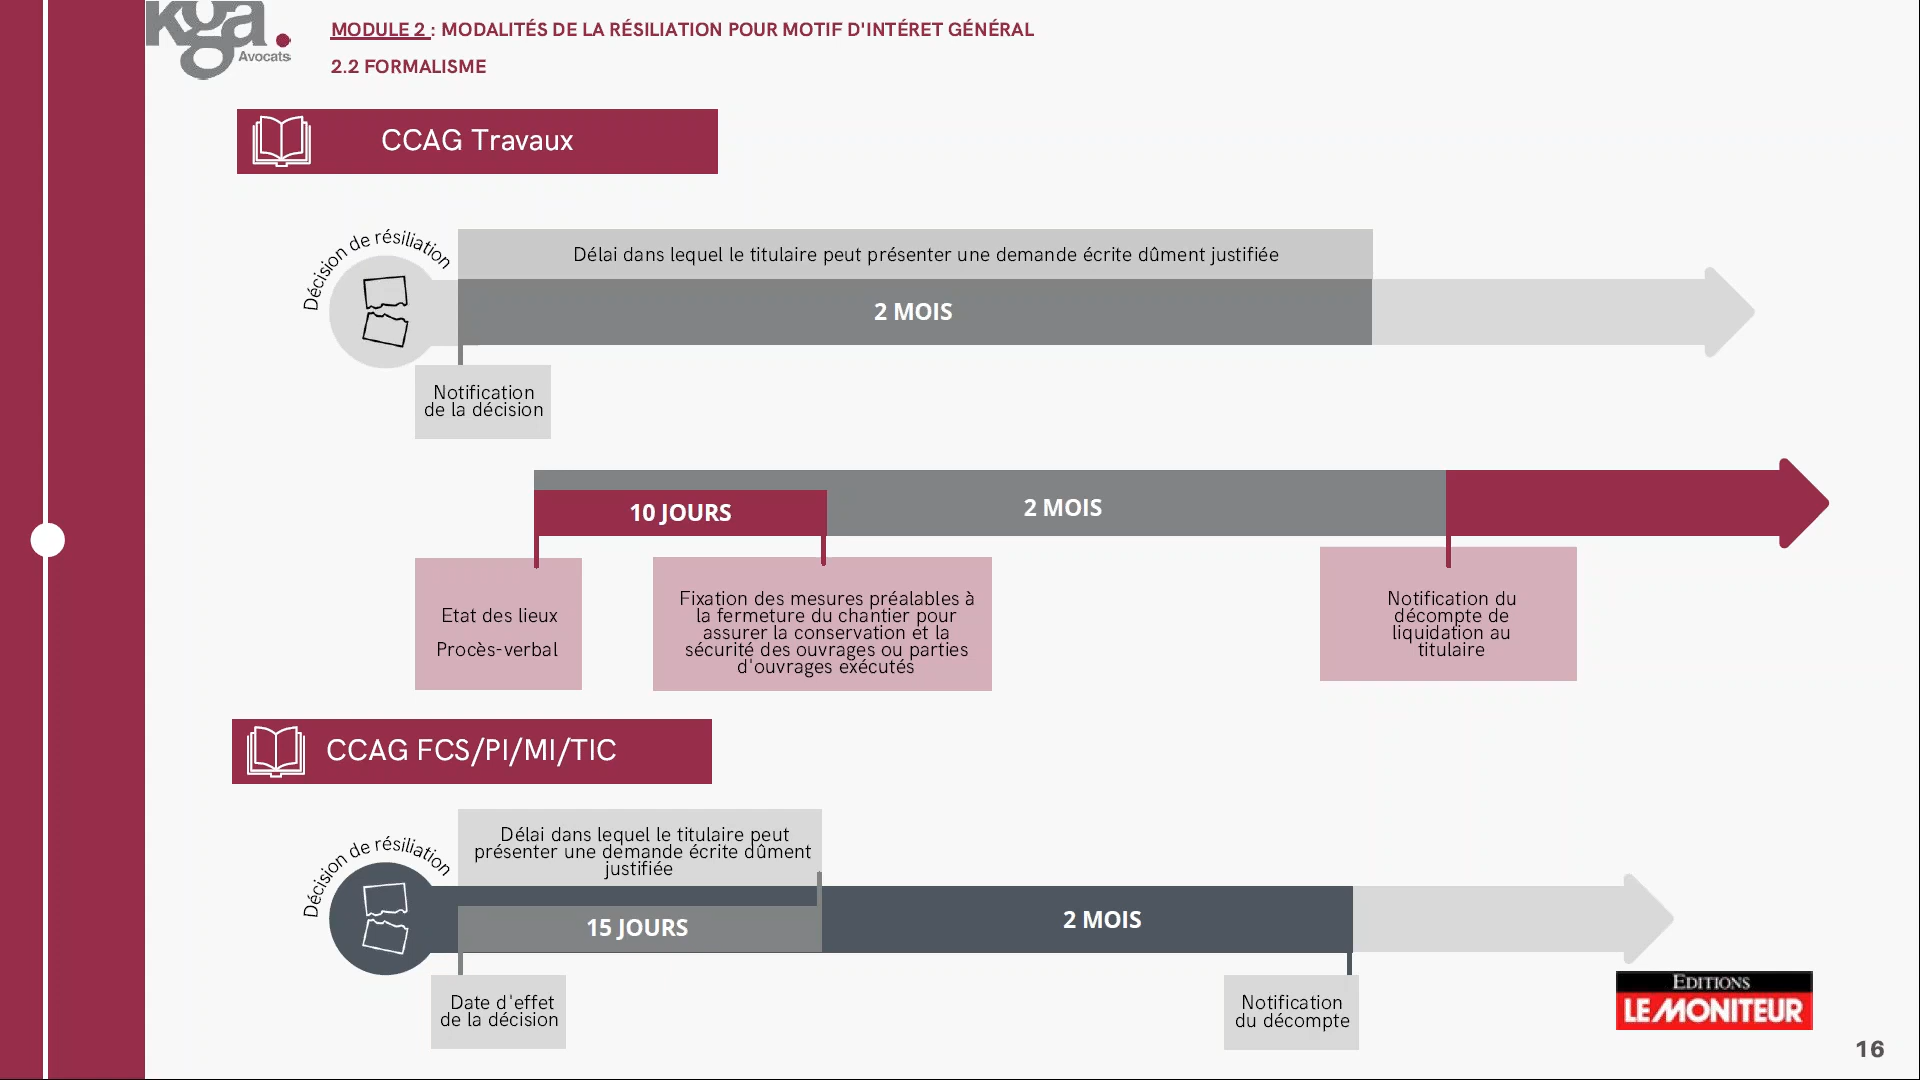 kga.
Avocats
MODULE 2 : MODALITÉS DE LA RÉSILIATION POUR MOTIF D'INTÉRET GÉNÉRAL
2.2 FORMALISME
CCAG Travaux
Décision de résiliation
Délai dans lequel le titulaire peut présenter une demande écrite dûment justifiée
2 MOIS
Notification
de la décision
10 JOURS
2 MOIS
Etat des lieux
Procès-verbal
Fixation des mesures préalables à
la fermeture du chantier pour
assurer la conservation et la
sécurité des ouvrages ou parties
d'ouvrages exécutés
Notification du
décompte de
liquidation au
titulaire
CCAG FCS/PI/MI/TIC
Décision de résiliation
Délai dans lequel le titulaire peut
présenter une demande écrite dûment
justifiée
15 JOURS
2 MOIS
Date d'effet
de la décision
Notification
du décompte
EDITIONS
LE MONITEUR
16